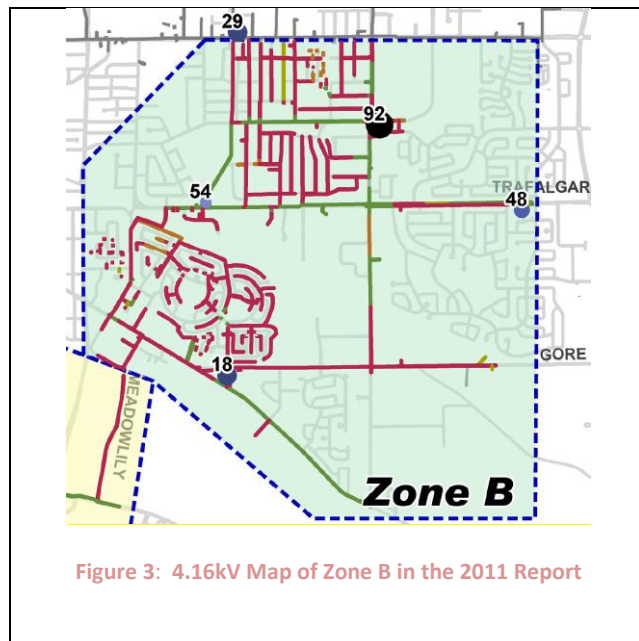 29
92
54
TRAFALGAR
48
GORE
18
MEADOWLILY
Zone B
Figure 3: 4.16kV Map of Zone B in the 2011 Report